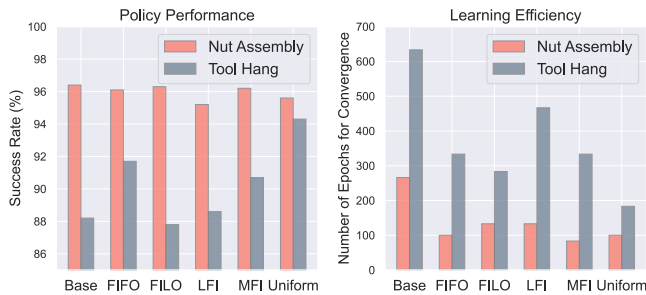 Policy Performance
Success Rate (%)
100
98
96
94
92
90
88
86
Nut Assembly
Tool Hang
Base FIFO FILO LFI MFI Uniform
Learning Efficiency
Number of Epochs for Convergence
700
600
500
400
300
200
100
0
Nut Assembly
Tool Hang
Base FIFO FILO LFI MFI Uniform